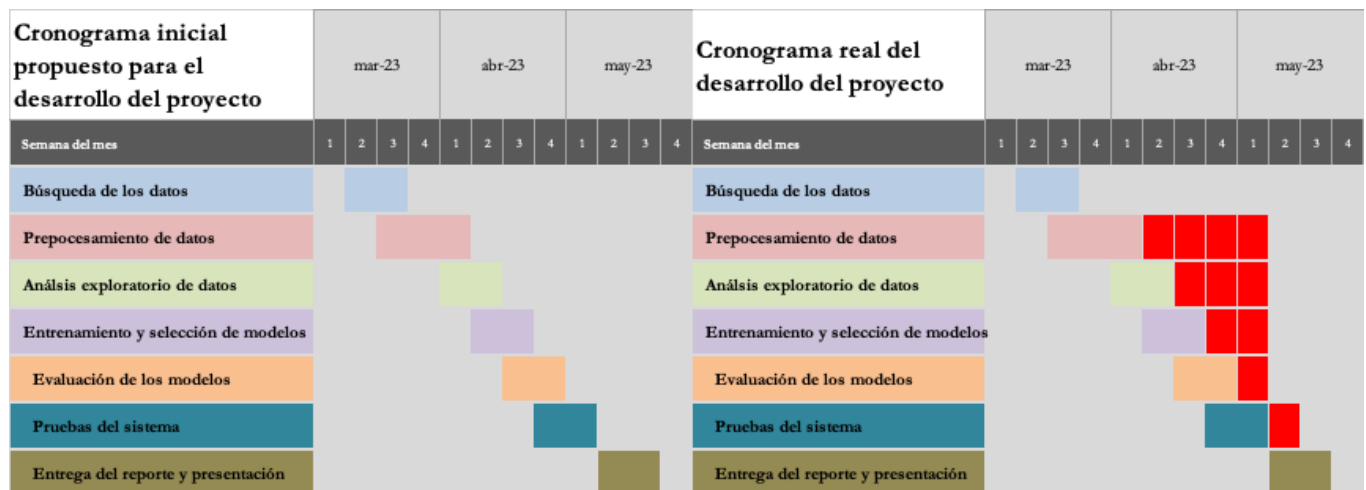 Cronograma inicial
propuesto para el
desarrollo del proyecto
mar-23 abr-23 may-23
Semana del mes 1 2 3 4 1 2 3 4 1 2 3 4
Búsqueda de los datos
Prepocesamiento de datos
Análsis exploratorio de datos
Entrenamiento y selección de modelos
Evaluación de los modelos
Pruebas del sistema
Entrega del reporte y presentación
Cronograma real del
desarrollo del proyecto
mar-23 abr-23 may-23
Semana del mes 1 2 3 4 1 2 3 4 1 2 3 4
Búsqueda de los datos
Prepocesamiento de datos
Análsis exploratorio de datos
Entrenamiento y selección de modelos
Evaluación de los modelos
Pruebas del sistema
Entrega del reporte y presentación